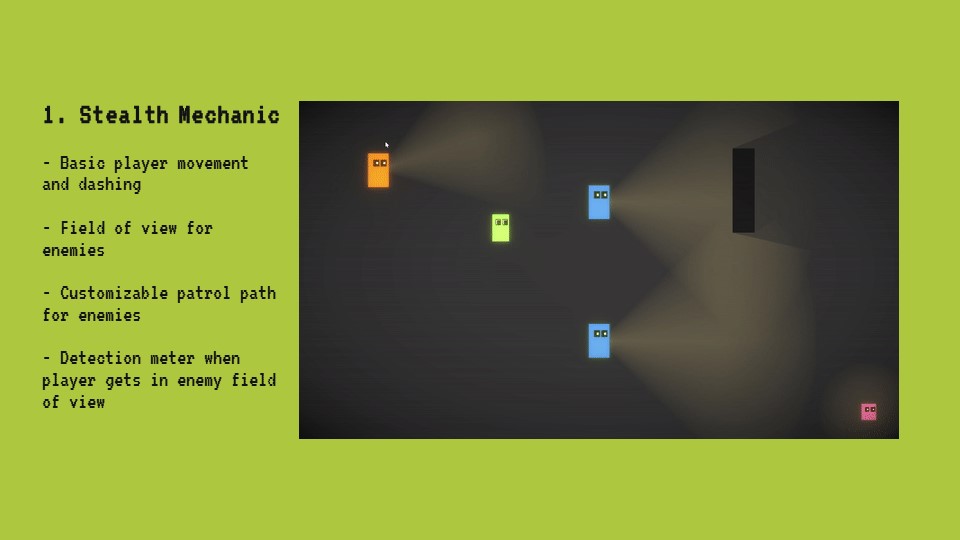 1. Stealth Mechanic
- Basic player movement
and dashing
- Field of view for
enemies
- Customizable patrol path
for enemies
- Detection meter when
player gets in enemy field
of view